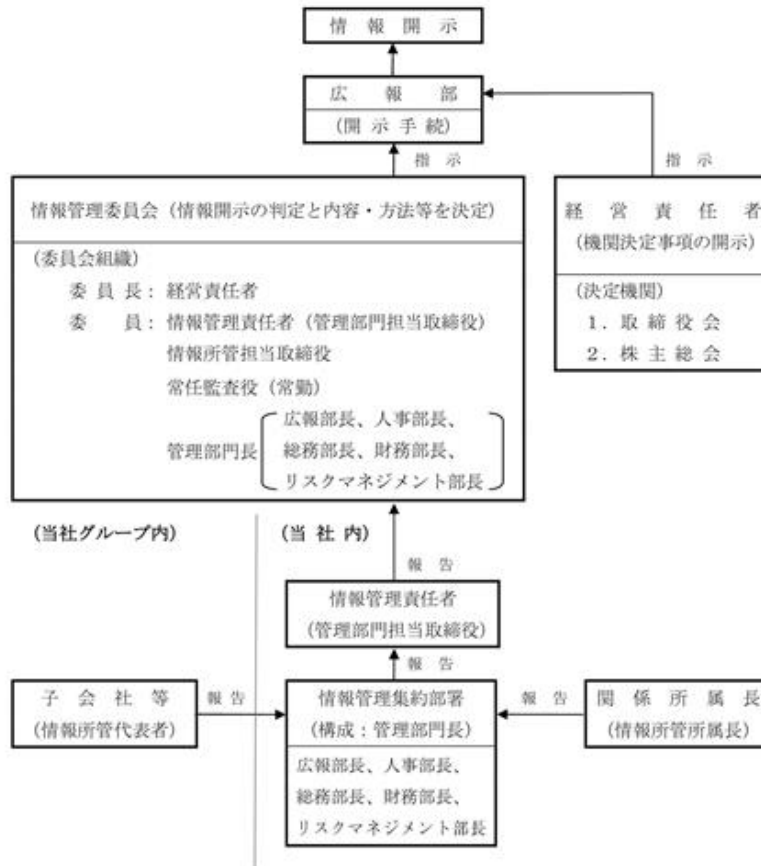 情報開示
広報部
(開示手続)
指示
指示
情報管理委員会（情報開示の判定と内容・方法等を決定）
(委員会組織)
委員長：経営責任者
委員：情報管理責任者（管理部門担当取締役）
情報所管担当取締役
常任監査役（常勤）
管理部門長
広報部長、人事部長、
総務部長、財務部長、
リスクマネジメント部長
経営責任者
(機関決定事項の開示)
(決定機関)
1．取締役会
2．株主総会
(当社グループ内)
(当社内)
報告
情報管理責任者
(管理部門担当取締役)
報告
子会社等
(情報所管代表者)
報告
情報管理集約部署
(構成：管理部門長)
広報部長、人事部長、
総務部長、財務部長、
リスクマネジメント部長
報告
関係所属長
(情報所管所属長)